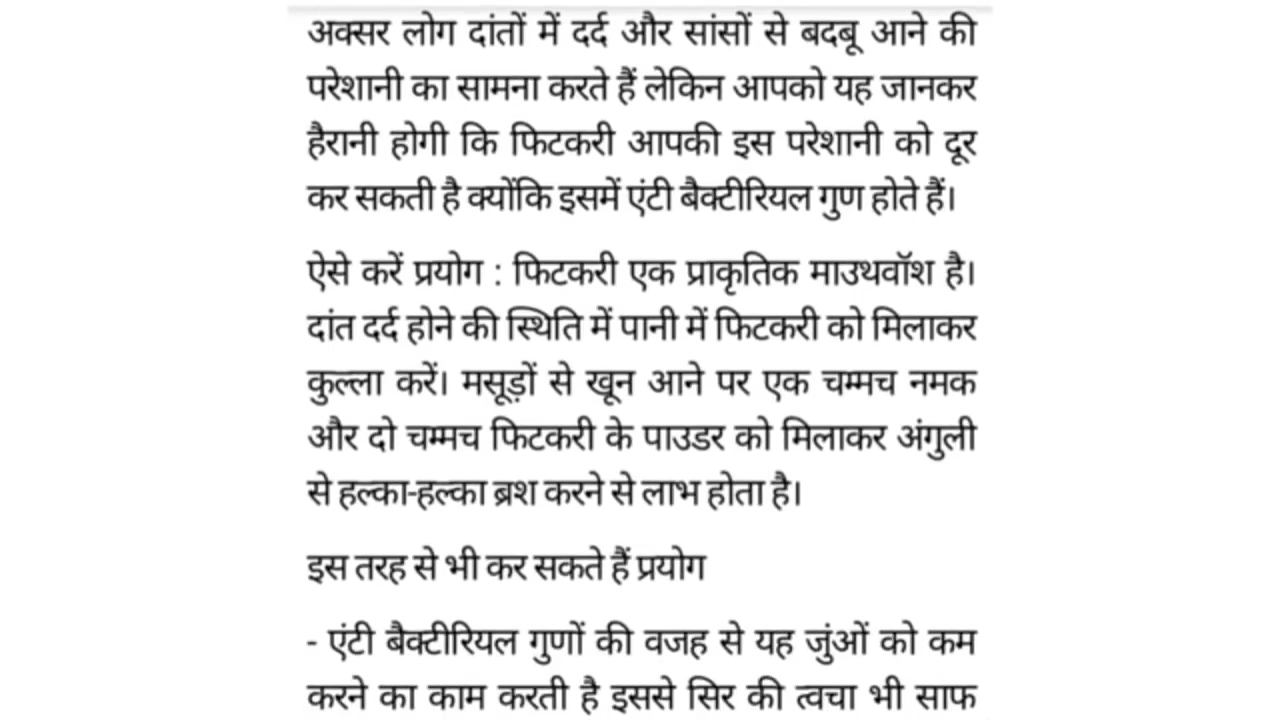 अक्सर लोग दांतों में दर्द और सांसों से बदबू आने की
परेशानी का सामना करते हैं लेकिन आपको यह जानकर
हैरानी होगी कि फिटकरी आपकी इस परेशानी को दूर
कर सकती है क्योंकि इसमें एंटी बैक्टीरियल गुण होते हैं।
ऐसे करें प्रयोग : फिटकरी एक प्राकृतिक माउथवॉश है।
दांत दर्द होने की स्थिति में पानी में फिटकरी को मिलाकर
कुल्ला करें। मसूड़ों से खून आने पर एक चम्मच नमक
और दो चम्मच फिटकरी के पाउडर को मिलाकर अंगुली
से हल्का-हल्का ब्रश करने से लाभ होता है।
इस तरह से भी कर सकते हैं प्रयोग
- एंटी बैक्टीरियल गुणों की वजह से यह जुंओं को कम
करने का काम करती है इससे सिर की त्वचा भी साफ